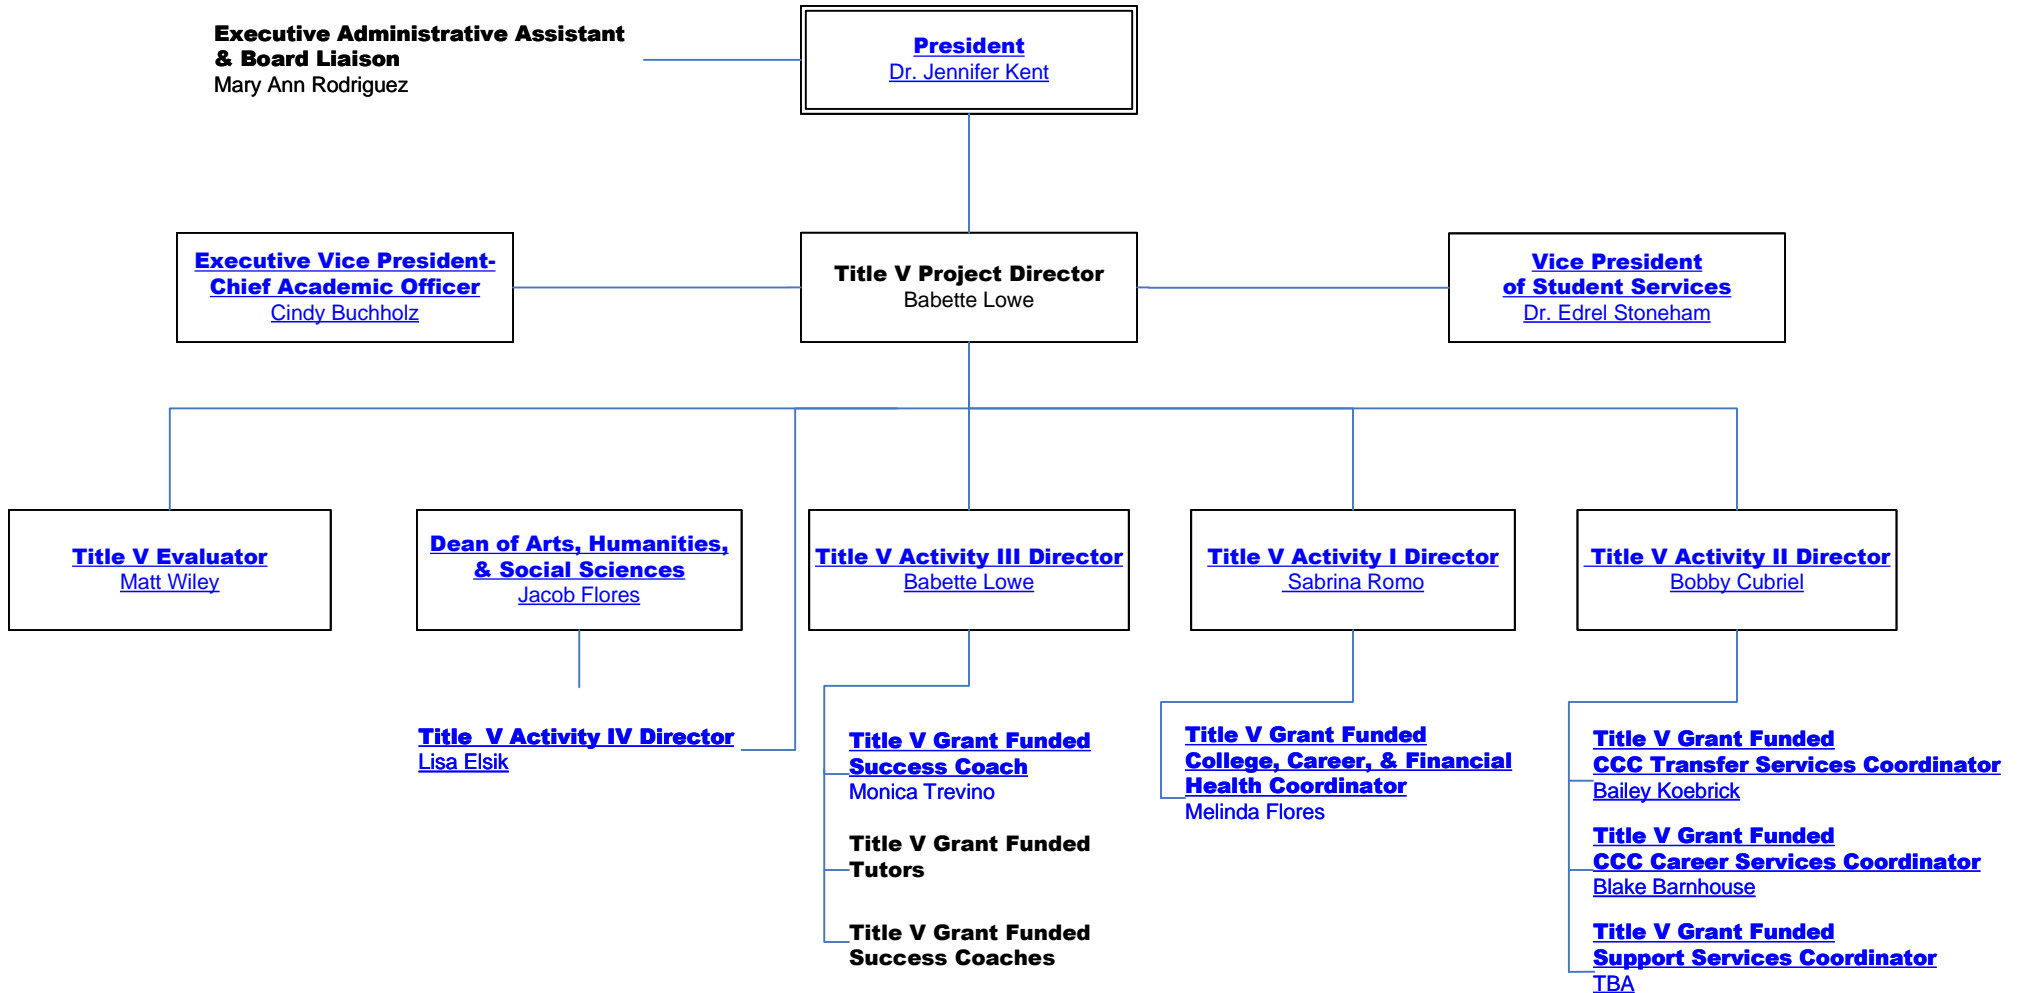 Executive Administrative Assistant
& Board Liaison
Mary Ann Rodriguez
President
Dr. Jennifer Kent
Executive Vice President-
Chief Academic Officer
Cindy Buchholz
Title V Project Director
Babette Lowe
Vice President
of Student Services
Dr. Edrel Stoneham
Title V Evaluator
Matt Wiley
Dean of Arts, Humanities,
& Social Sciences
Jacob Flores
Title V Activity III Director
Babette Lowe
Title V Activity I Director
Sabrina Romo
Title V Activity II Director
Bobby Cubriel
Title V Activity IV Director
Lisa Elsik
Title V Grant Funded
Success Coach
Monica Trevino
Title V Grant Funded
Tutors
Title V Grant Funded
Success Coaches
Title V Grant Funded
College, Career, & Financial
Health Coordinator
Melinda Flores
Title V Grant Funded
CCC Transfer Services Coordinator
Bailey Koebrick
Title V Grant Funded
CCC Career Services Coordinator
Blake Barnhouse
Title V Grant Funded
Support Services Coordinator
TBA